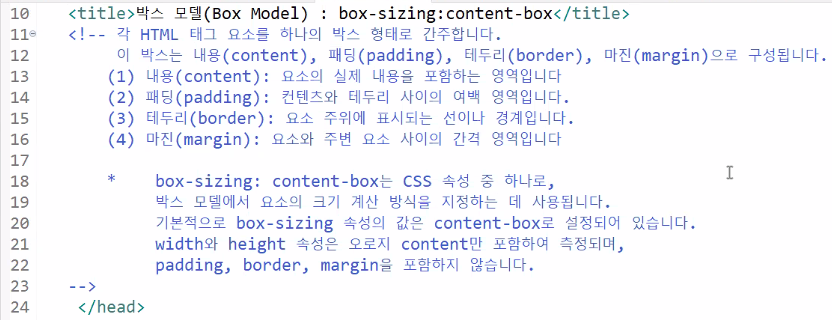 10 <title>박스 모델(Box Model) : box-sizing:content-box</title>
11 <!-- 각 HTML 태그 요소를 하나의 박스 형태로 간주합니다.
12 이 박스는 내용(content), 패딩(padding), 테두리(border), 마진(margin)으로 구성됩니다.
13 (1) 내용(content): 요소의 실제 내용을 포함하는 영역입니다
14 (2) 패딩(padding): 컨텐츠와 테두리 사이의 여백 영역입니다.
15 (3) 테두리(border): 요소 주위에 표시되는 선이나 경계입니다.
16 (4) 마진(margin): 요소와 주변 요소 사이의 간격 영역입니다
17
18 * box-sizing: content-box는 CSS 속성 중 하나로,
19 박스 모델에서 요소의 크기 계산 방식을 지정하는 데 사용됩니다.
20 기본적으로 box-sizing 속성의 값은 content-box로 설정되어 있습니다.
21 width와 height 속성은 오로지 content만 포함하여 측정되며,
22 padding, border, margin을 포함하지 않습니다.
23 -->
24 </head>